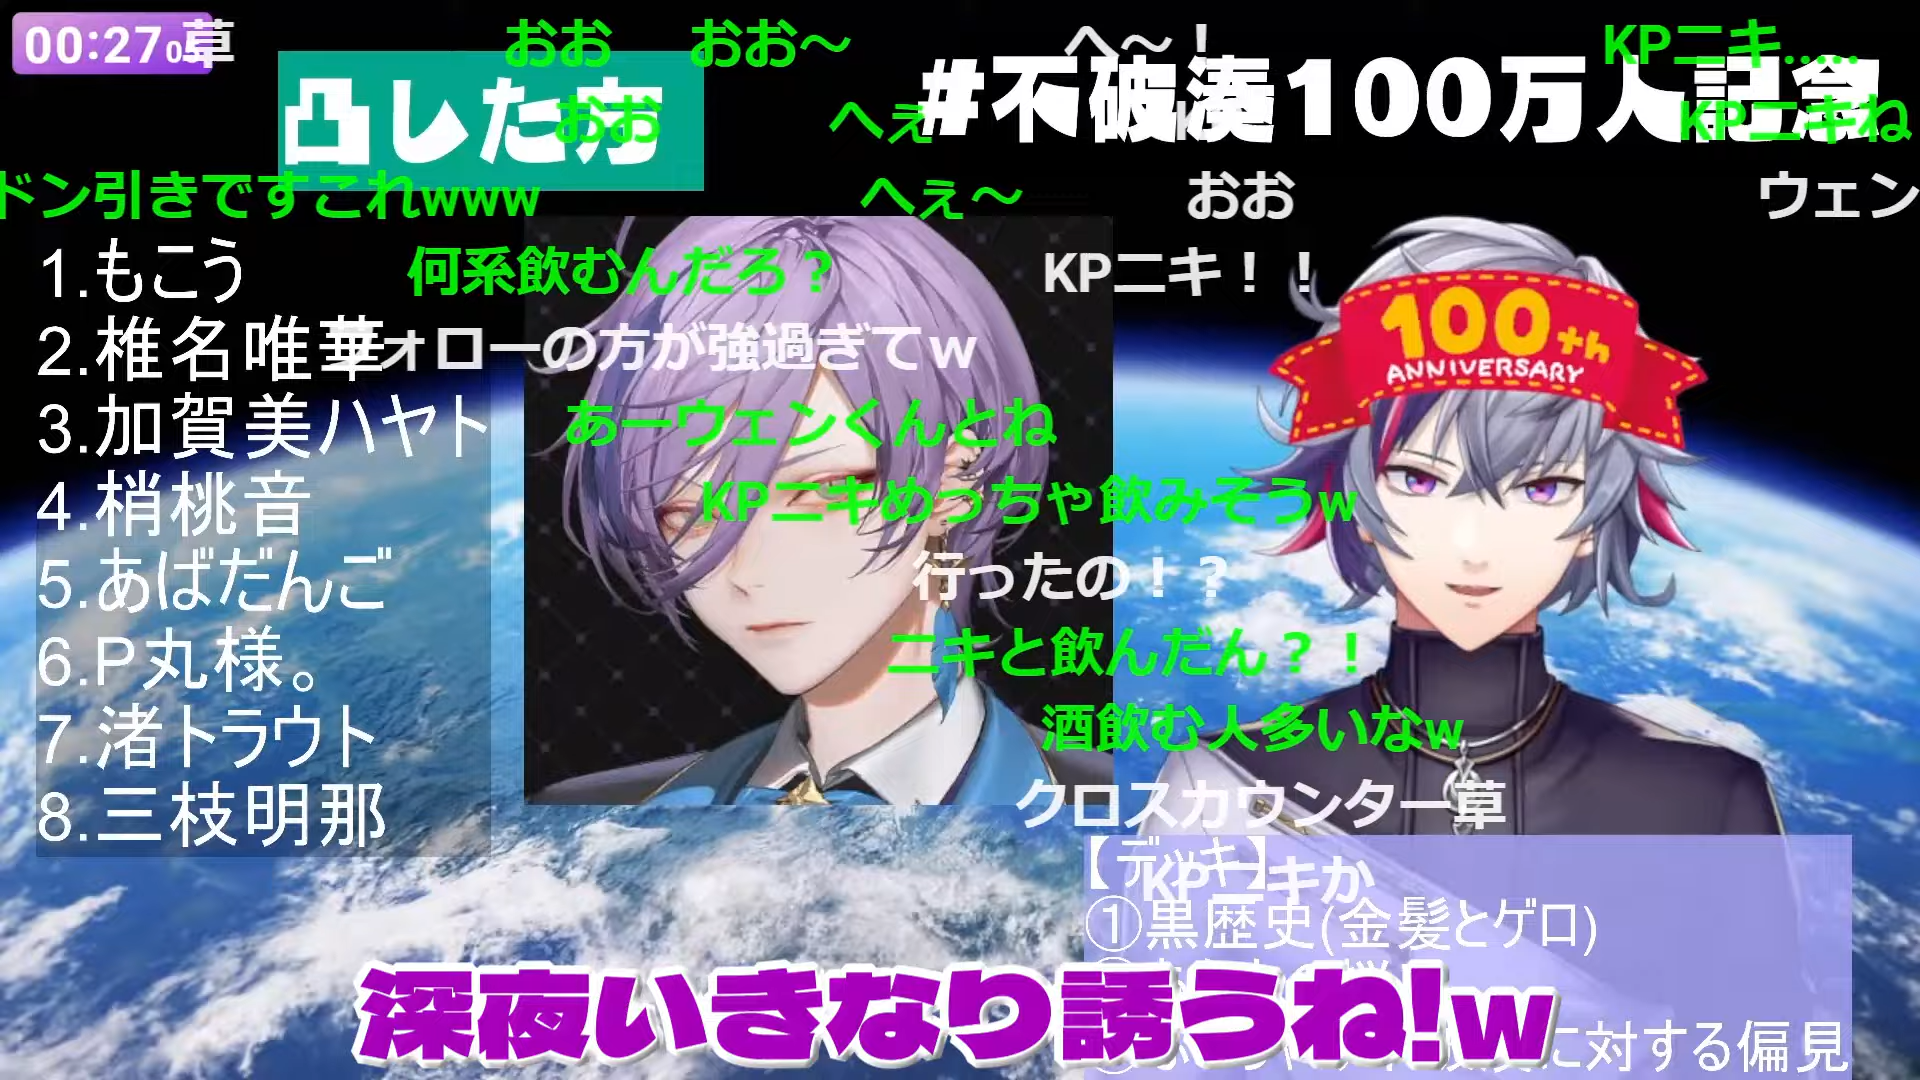 00:27
草
おお
おお〜
へ〜！
KPニキ.....
凸した方
#不破湊100万人記念
おお
へぇ
KPニキね
ドン引きですこれwww
へぇ〜
おお
ウェン
1.もこう
何系飲むんだろ？
KPニキ！！
2.椎名唯華
フォローの方が強過ぎてw
100th
ANNIVERSARY
3.加賀美ハヤト
あーウェンくんとね
4.梢桃音
KPニキめっちゃ飲みそうw
5.あばだんご
行ったの！？
6.P丸様。
ニキと飲んだん？！
7.渚トラウト
酒飲む人多いなw
8.三枝明那
クロスカウンター草
【デッキ】
KPニキか
①黒歴史(金髪とゲロ)
深夜いきなり誘うね!w
に対する偏見